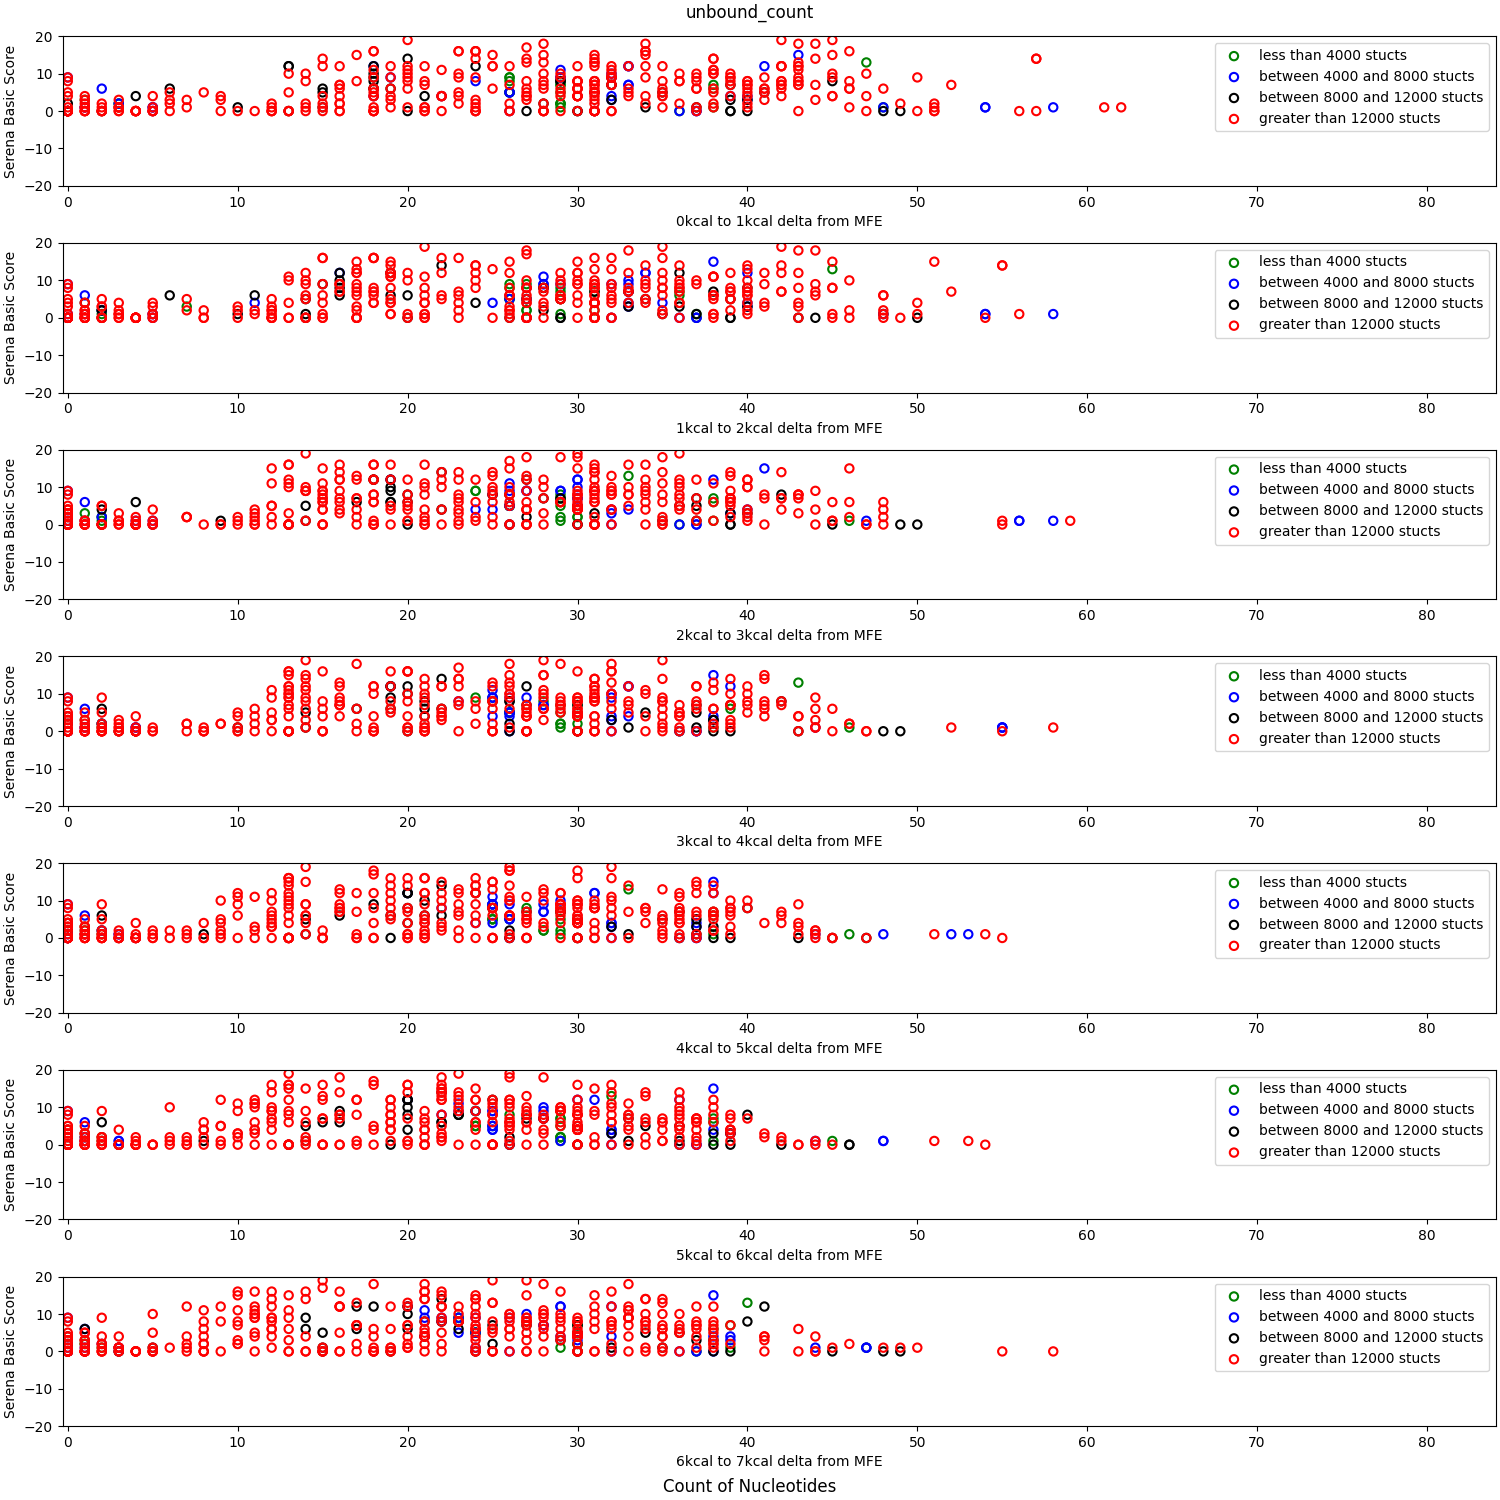 unbound_count
Serena Basic Score
20
10
0
−10
−20
less than 4000 stucts
between 4000 and 8000 stucts
between 8000 and 12000 stucts
greater than 12000 stucts
0 10 20 30 40 50 60 70 80
0kcal to 1kcal delta from MFE
Serena Basic Score
20
10
0
−10
−20
less than 4000 stucts
between 4000 and 8000 stucts
between 8000 and 12000 stucts
greater than 12000 stucts
0 10 20 30 40 50 60 70 80
1kcal to 2kcal delta from MFE
Serena Basic Score
20
10
0
−10
−20
less than 4000 stucts
between 4000 and 8000 stucts
between 8000 and 12000 stucts
greater than 12000 stucts
0 10 20 30 40 50 60 70 80
2kcal to 3kcal delta from MFE
Serena Basic Score
20
10
0
−10
−20
less than 4000 stucts
between 4000 and 8000 stucts
between 8000 and 12000 stucts
greater than 12000 stucts
0 10 20 30 40 50 60 70 80
3kcal to 4kcal delta from MFE
Serena Basic Score
20
10
0
−10
−20
less than 4000 stucts
between 4000 and 8000 stucts
between 8000 and 12000 stucts
greater than 12000 stucts
0 10 20 30 40 50 60 70 80
4kcal to 5kcal delta from MFE
Serena Basic Score
20
10
0
−10
−20
less than 4000 stucts
between 4000 and 8000 stucts
between 8000 and 12000 stucts
greater than 12000 stucts
0 10 20 30 40 50 60 70 80
5kcal to 6kcal delta from MFE
Serena Basic Score
20
10
0
−10
−20
less than 4000 stucts
between 4000 and 8000 stucts
between 8000 and 12000 stucts
greater than 12000 stucts
0 10 20 30 40 50 60 70 80
6kcal to 7kcal delta from MFE
Count of Nucleotides